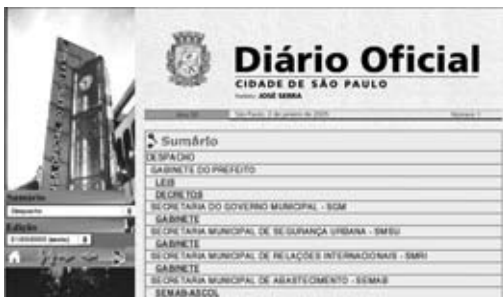 Diário Oficial
CIDADE DE SÃO PAULO
JOSÉ SERRA
Sumário
DESPACHO
GABINETE DO PREFEITO
LEIS
DECRETOS
SECRETARIA DO GOVERNO MUNICIPAL - SGM
GABINETE
SECRETARIA MUNICIPAL DE SEGURANÇA URBANA - SMSU
GABINETE
SECRETARIA MUNICIPAL DE RELAÇÕES INTERNACIONAIS - SMRI
GABINETE
SECRETARIA MUNICIPAL DE ABASTECIMENTO - SEMAB
SEMAB-ASCOL
Sumário
Despacho
Edição